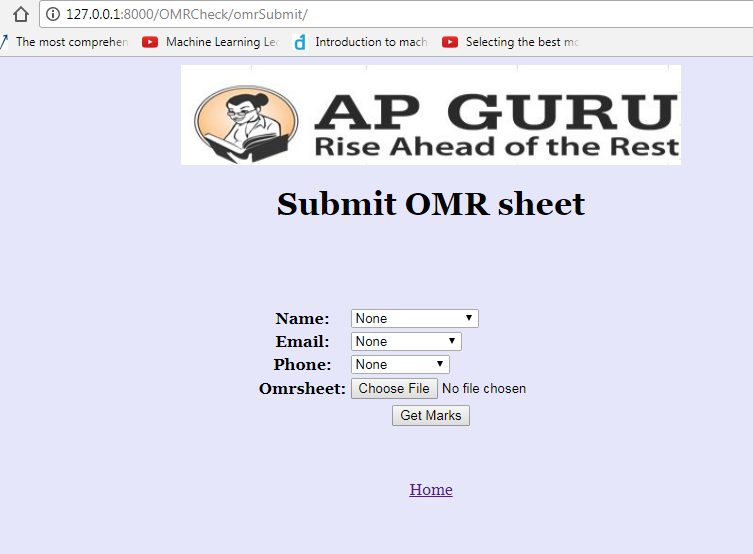 127.0.0.1:8000/OMRCheck/omrSubmit/
The most comprehen Machine Learning Lec Introduction to mach Selecting the best mo
AP GURU
Rise Ahead of the Rest
Submit OMR sheet
Name: None
Email: None
Phone: None
Omrsheet: Choose File No file chosen
Get Marks
Home